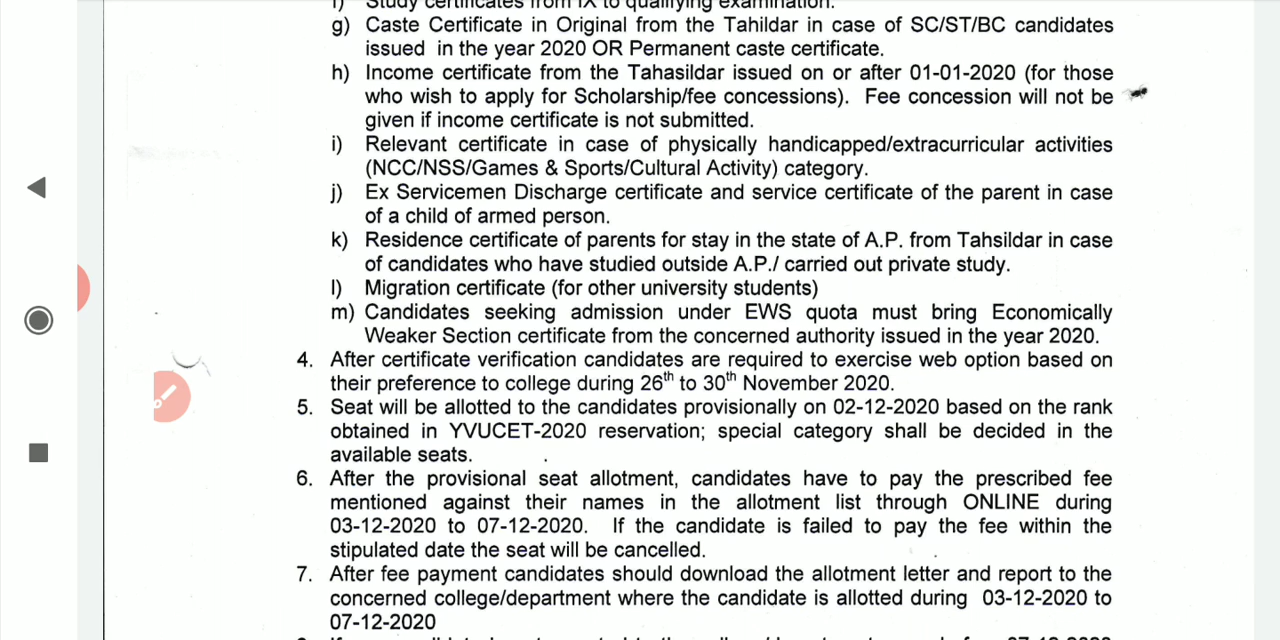 f) Study certificates from IX to qualifying examination.
g) Caste Certificate in Original from the Tahildar in case of SC/ST/BC candidates
issued in the year 2020 OR Permanent caste certificate.
h) Income certificate from the Tahasildar issued on or after 01-01-2020 (for those
who wish to apply for Scholarship/fee concessions). Fee concession will not be
given if income certificate is not submitted.
i) Relevant certificate in case of physically handicapped/extracurricular activities
(NCC/NSS/Games & Sports/Cultural Activity) category.
j) Ex Servicemen Discharge certificate and service certificate of the parent in case
of a child of armed person.
k) Residence certificate of parents for stay in the state of A.P. from Tahsildar in case
of candidates who have studied outside A.P./ carried out private study.
l) Migration certificate (for other university students)
m) Candidates seeking admission under EWS quota must bring Economically
Weaker Section certificate from the concerned authority issued in the year 2020.
4. After certificate verification candidates are required to exercise web option based on
their preference to college during 26th to 30th November 2020.
5. Seat will be allotted to the candidates provisionally on 02-12-2020 based on the rank
obtained in YVUCET-2020 reservation; special category shall be decided in the
available seats.
6. After the provisional seat allotment, candidates have to pay the prescribed fee
mentioned against their names in the allotment list through ONLINE during
03-12-2020 to 07-12-2020. If the candidate is failed to pay the fee within the
stipulated date the seat will be cancelled.
7. After fee payment candidates should download the allotment letter and report to the
concerned college/department where the candidate is allotted during 03-12-2020 to
07-12-2020